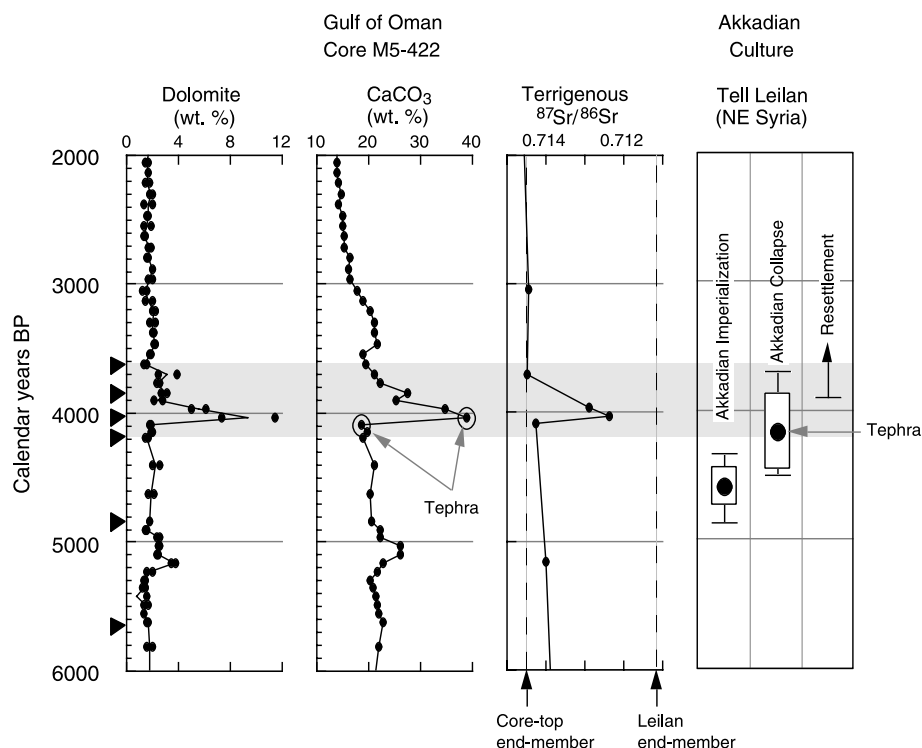 Gulf of Oman
Core M5-422
Akkadian
Culture
Dolomite
(wt. %)
CaCO3
(wt. %)
Terrigenous
87Sr/86Sr
Tell Leilan
(NE Syria)
0 4 8 12
10 20 30 40
0.714 0.712
Calendar years BP
2000
3000
4000
5000
6000
Tephra
Akkadian Imperialization
Akkadian Collapse
Resettlement
Tephra
Core-top
end-member
Leilan
end-member